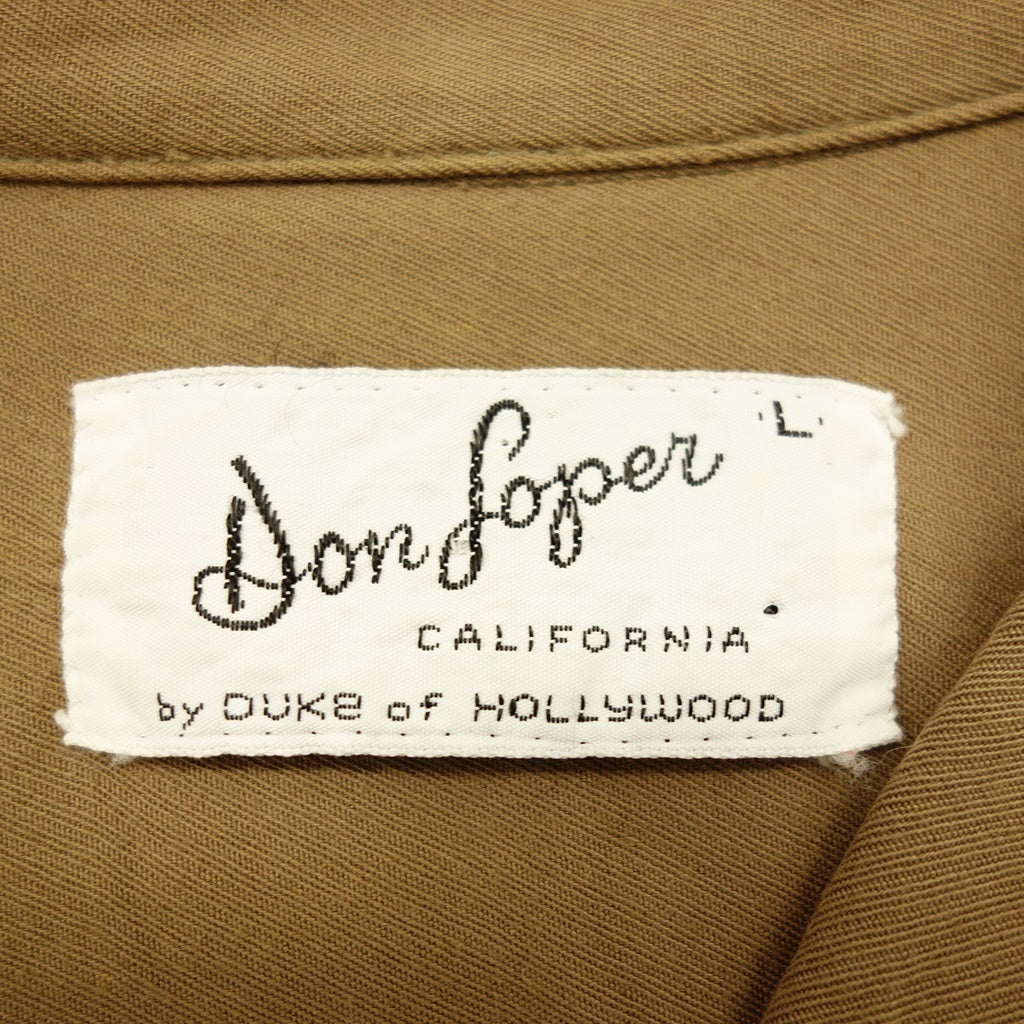 L
Don Loper
CALIFORNIA
by DUKE of HOLLYWOOD